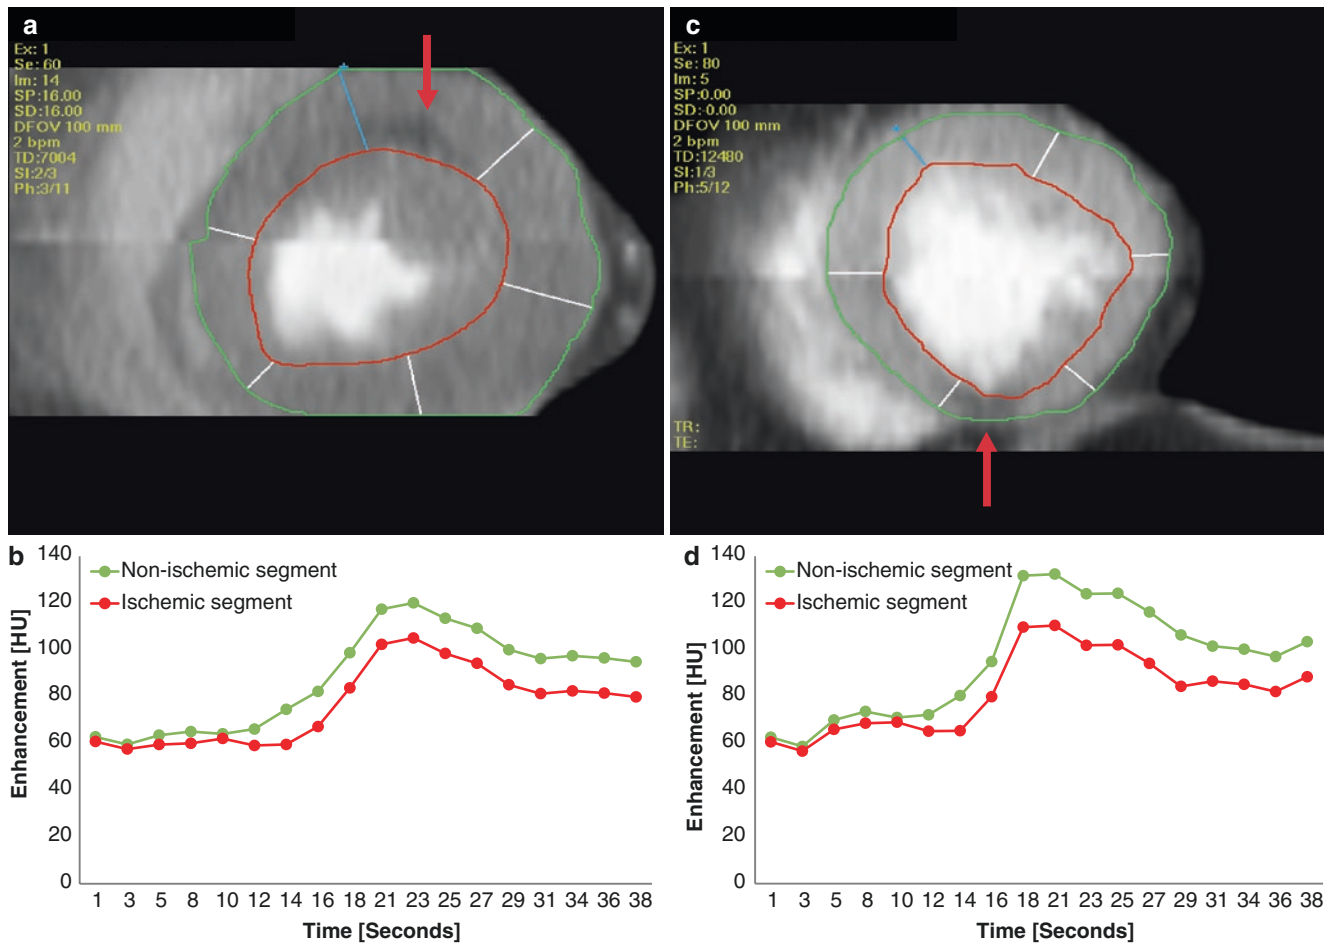 a
Ex: 1
Se: 60
Im: 14
SP:16.00
SD:16.00
DFOV 100 mm
2 bpm
TD:7004
SI:2/3
Ph:3/11
c
Ex: 1
Se: 80
Im: 5
SP:0.00
SD:-0.00
DFOV 100 mm
2 bpm
TD:12480
SI:1/3
Ph:5/12
TR:
TE:
b
Enhancement [HU]
140
120
100
80
60
40
20
0
Non-ischemic segment
Ischemic segment
1 3 5 8 10 12 14 16 18 21 23 25 27 29 31 34 36 38
Time [Seconds]
d
Enhancement [HU]
140
120
100
80
60
40
20
0
Non-ischemic segment
Ischemic segment
1 3 5 8 10 12 14 16 18 21 23 25 27 29 31 34 36 38
Time [Seconds]